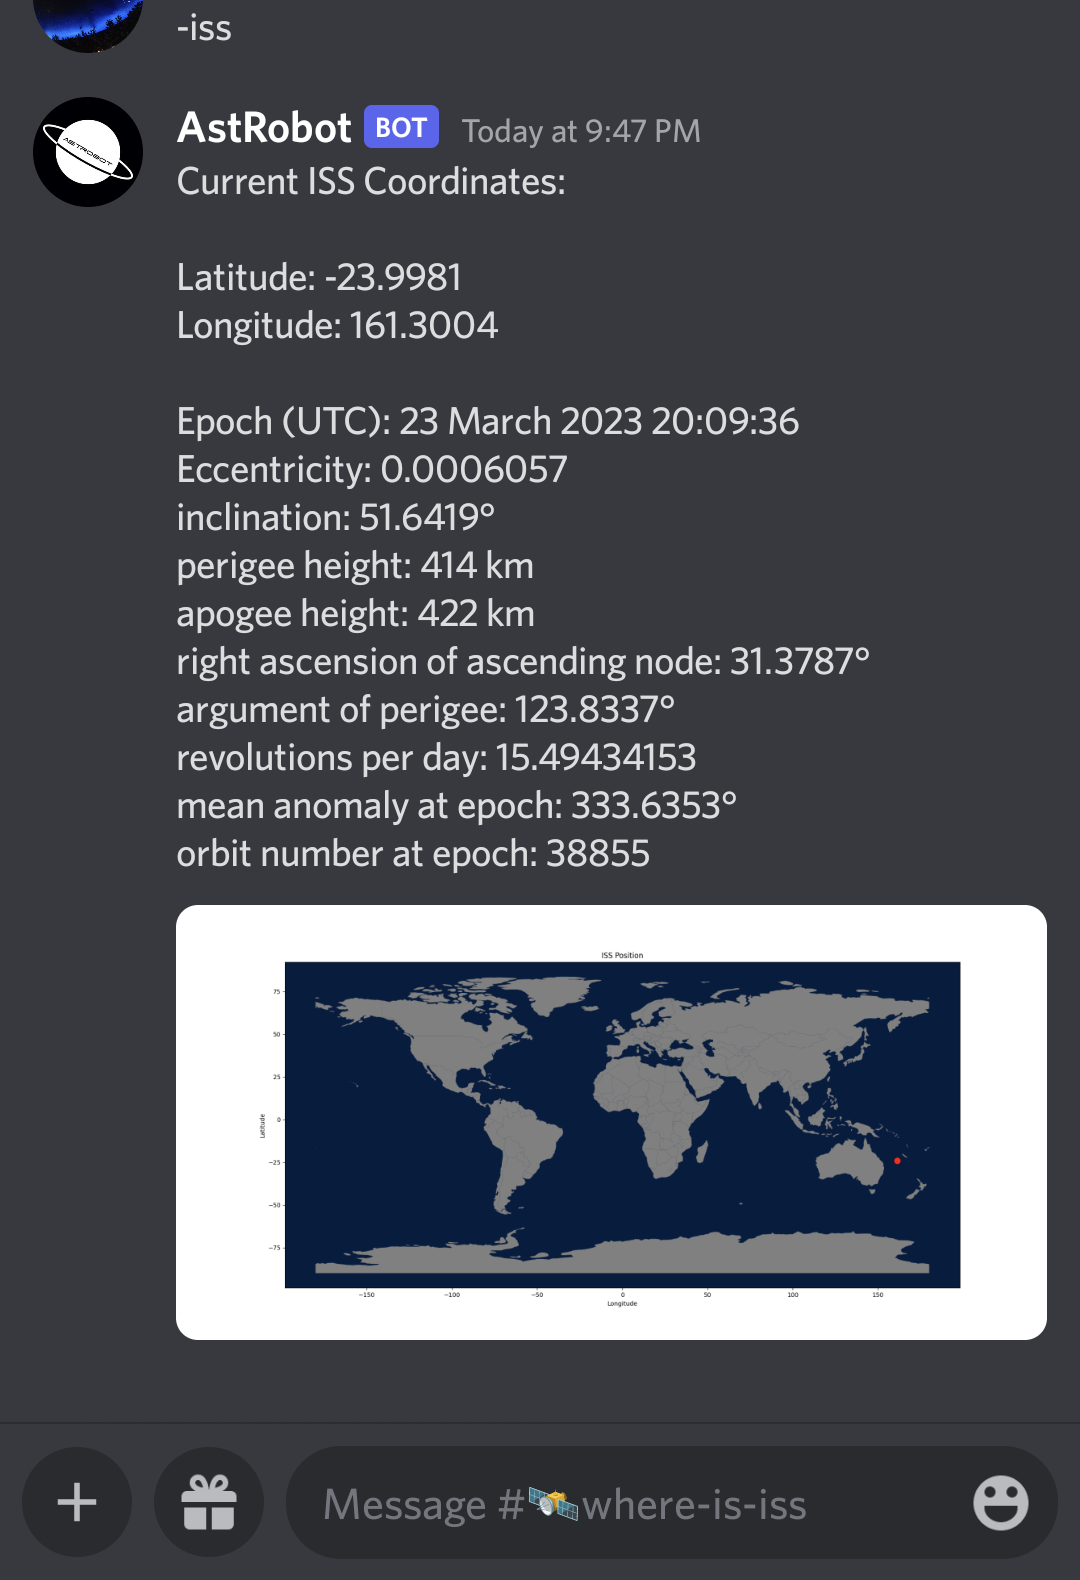 -iss
ASTROBOT
AstRobot BOT Today at 9:47 PM
Current ISS Coordinates:
Latitude: -23.9981
Longitude: 161.3004
Epoch (UTC): 23 March 2023 20:09:36
Eccentricity: 0.0006057
inclination: 51.6419°
perigee height: 414 km
apogee height: 422 km
right ascension of ascending node: 31.3787°
argument of perigee: 123.8337°
revolutions per day: 15.49434153
mean anomaly at epoch: 333.6353°
orbit number at epoch: 38855
ISS Position
75
50
25
0
−25
−50
−75
Latitude
−150 −100 −50 0 50 100 150
Longitude
Message #🛰️where-is-iss